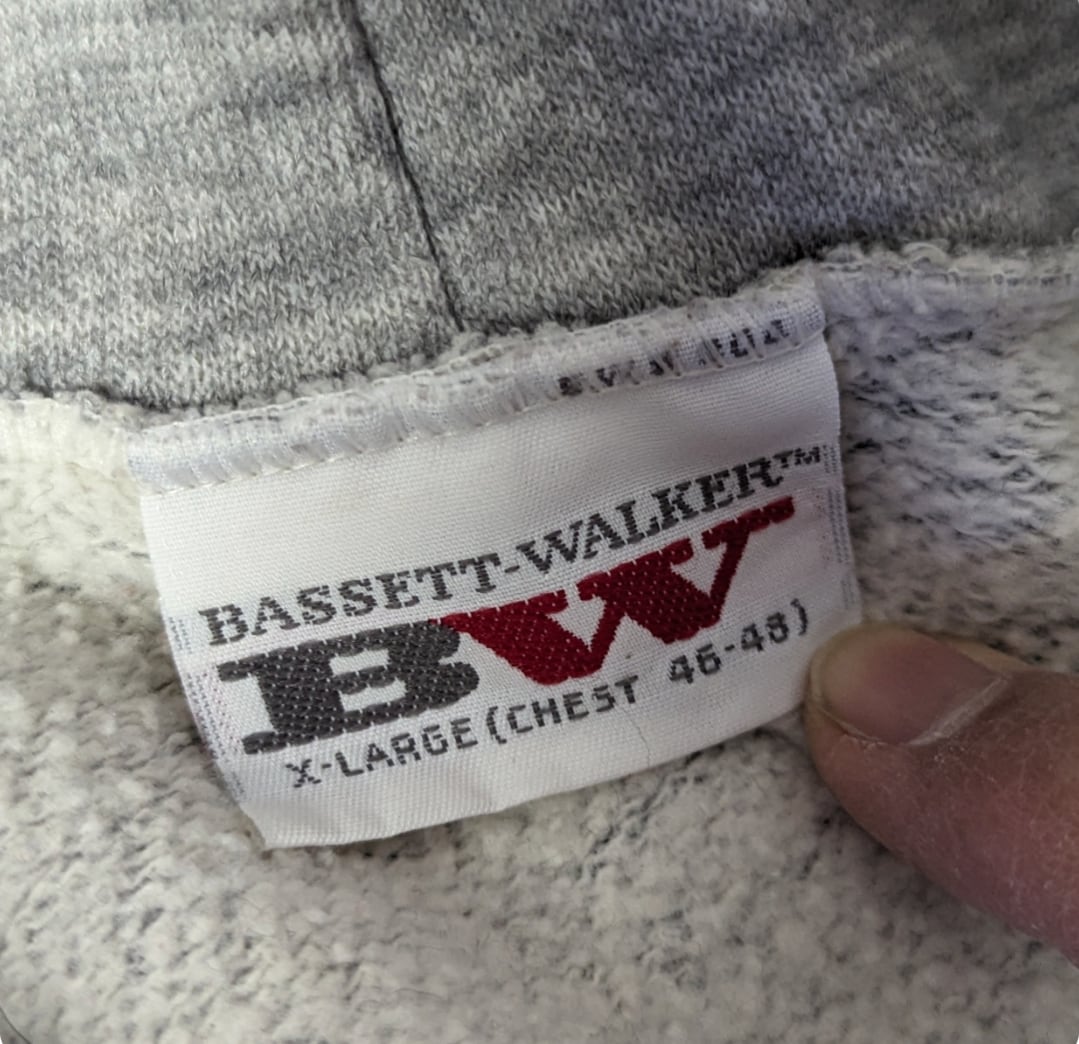 BASSETT-WALKER™
BW
X-LARGE (CHEST 46-48)